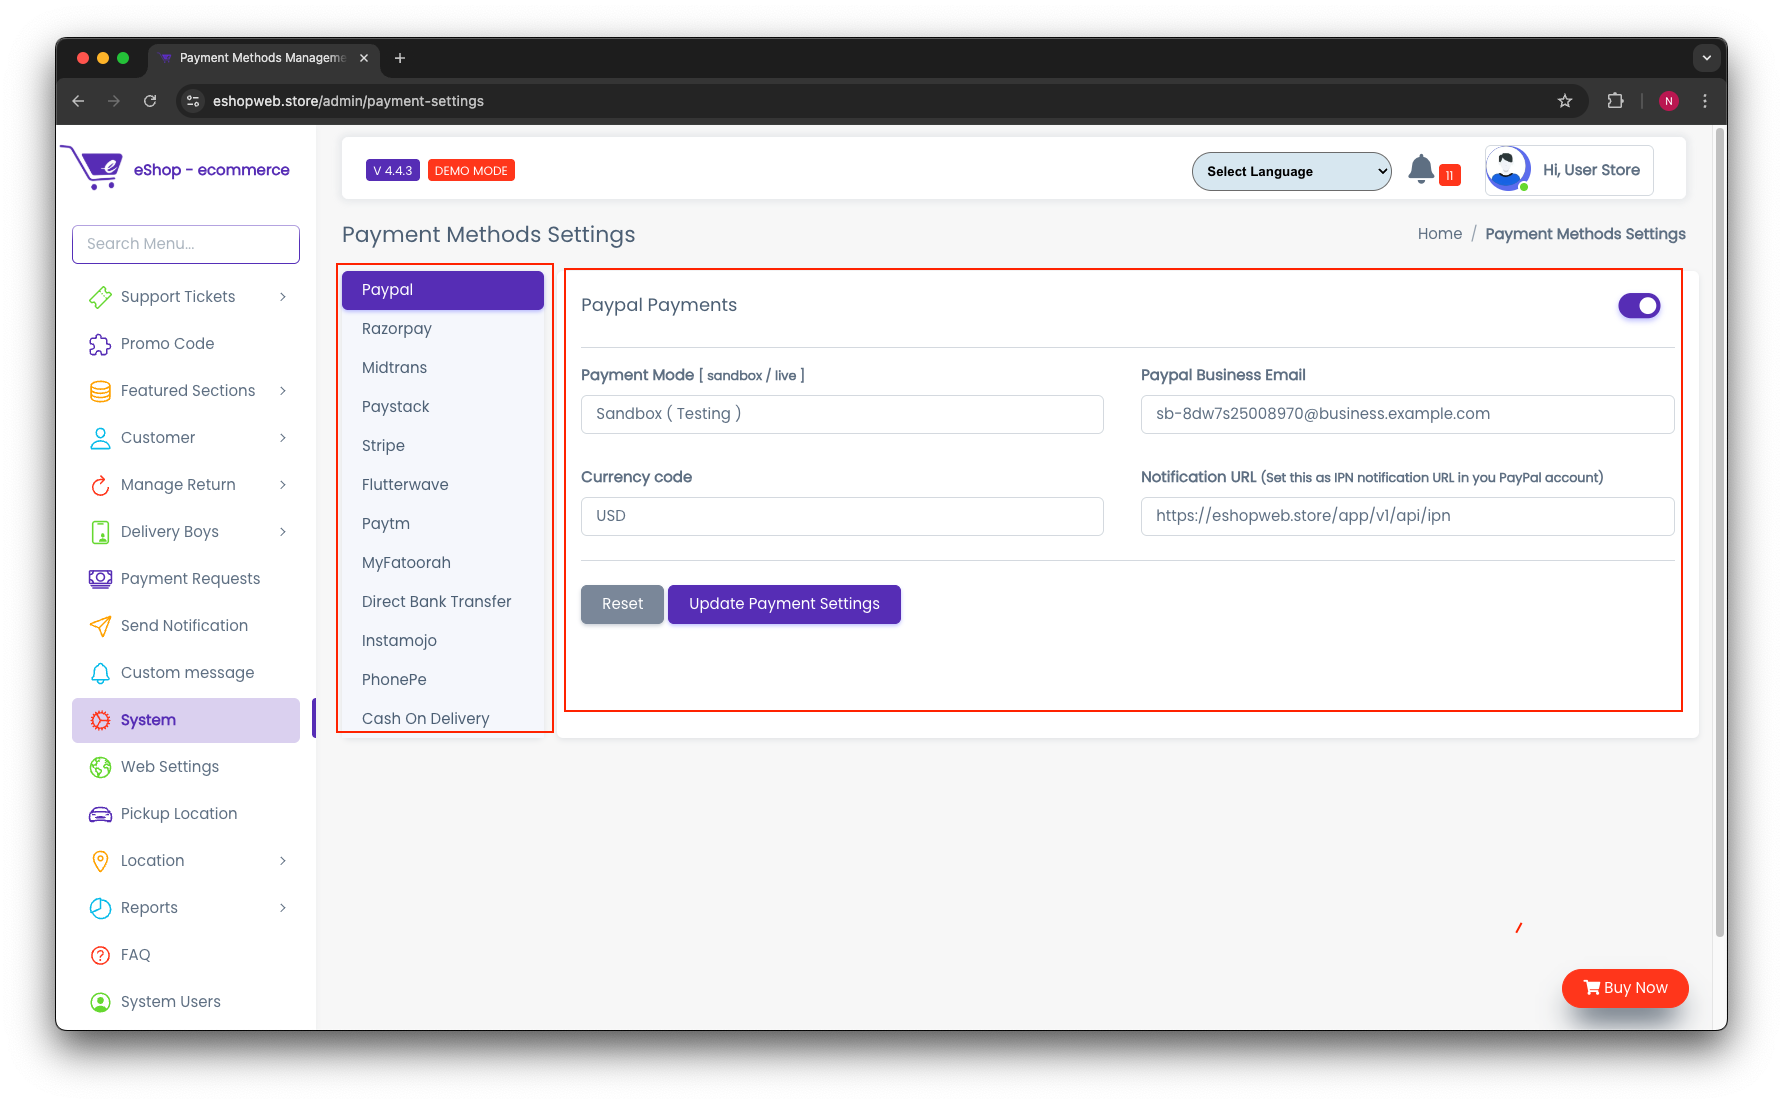 Payment Methods Manageme
eshopweb.store/admin/payment-settings
N
e
eShop - ecommerce
V 4.4.3
DEMO MODE
Select Language
11
Hi, User Store
Search Menu...
Support Tickets
Promo Code
Featured Sections
Customer
Manage Return
Delivery Boys
Payment Requests
Send Notification
Custom message
System
Web Settings
Pickup Location
Location
Reports
FAQ
System Users
Payment Methods Settings
Home / Payment Methods Settings
Paypal
Razorpay
Midtrans
Paystack
Stripe
Flutterwave
Paytm
MyFatoorah
Direct Bank Transfer
Instamojo
PhonePe
Cash On Delivery
Paypal Payments
Payment Mode [ sandbox / live ]
Sandbox ( Testing )
Paypal Business Email
sb-8dw7s25008970@business.example.com
Currency code
USD
Notification URL (Set this as IPN notification URL in you PayPal account)
https://eshopweb.store/app/v1/api/ipn
Reset
Update Payment Settings
Buy Now